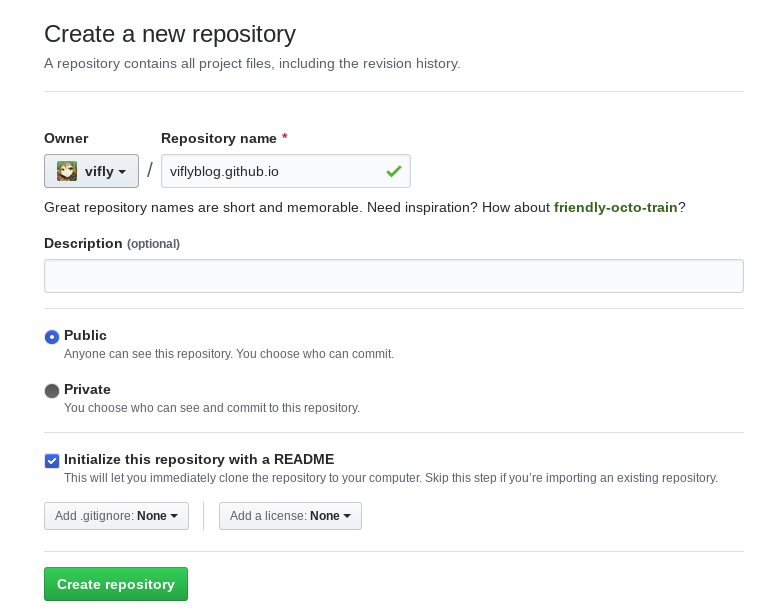 Create a new repository
A repository contains all project files, including the revision history.
Owner Repository name *
vifly / viflyblog.github.io
Great repository names are short and memorable. Need inspiration? How about friendly-octo-train?
Description (optional)
Public
Anyone can see this repository. You choose who can commit.
Private
You choose who can see and commit to this repository.
Initialize this repository with a README
This will let you immediately clone the repository to your computer. Skip this step if you’re importing an existing repository.
Add .gitignore: None Add a license: None
Create repository